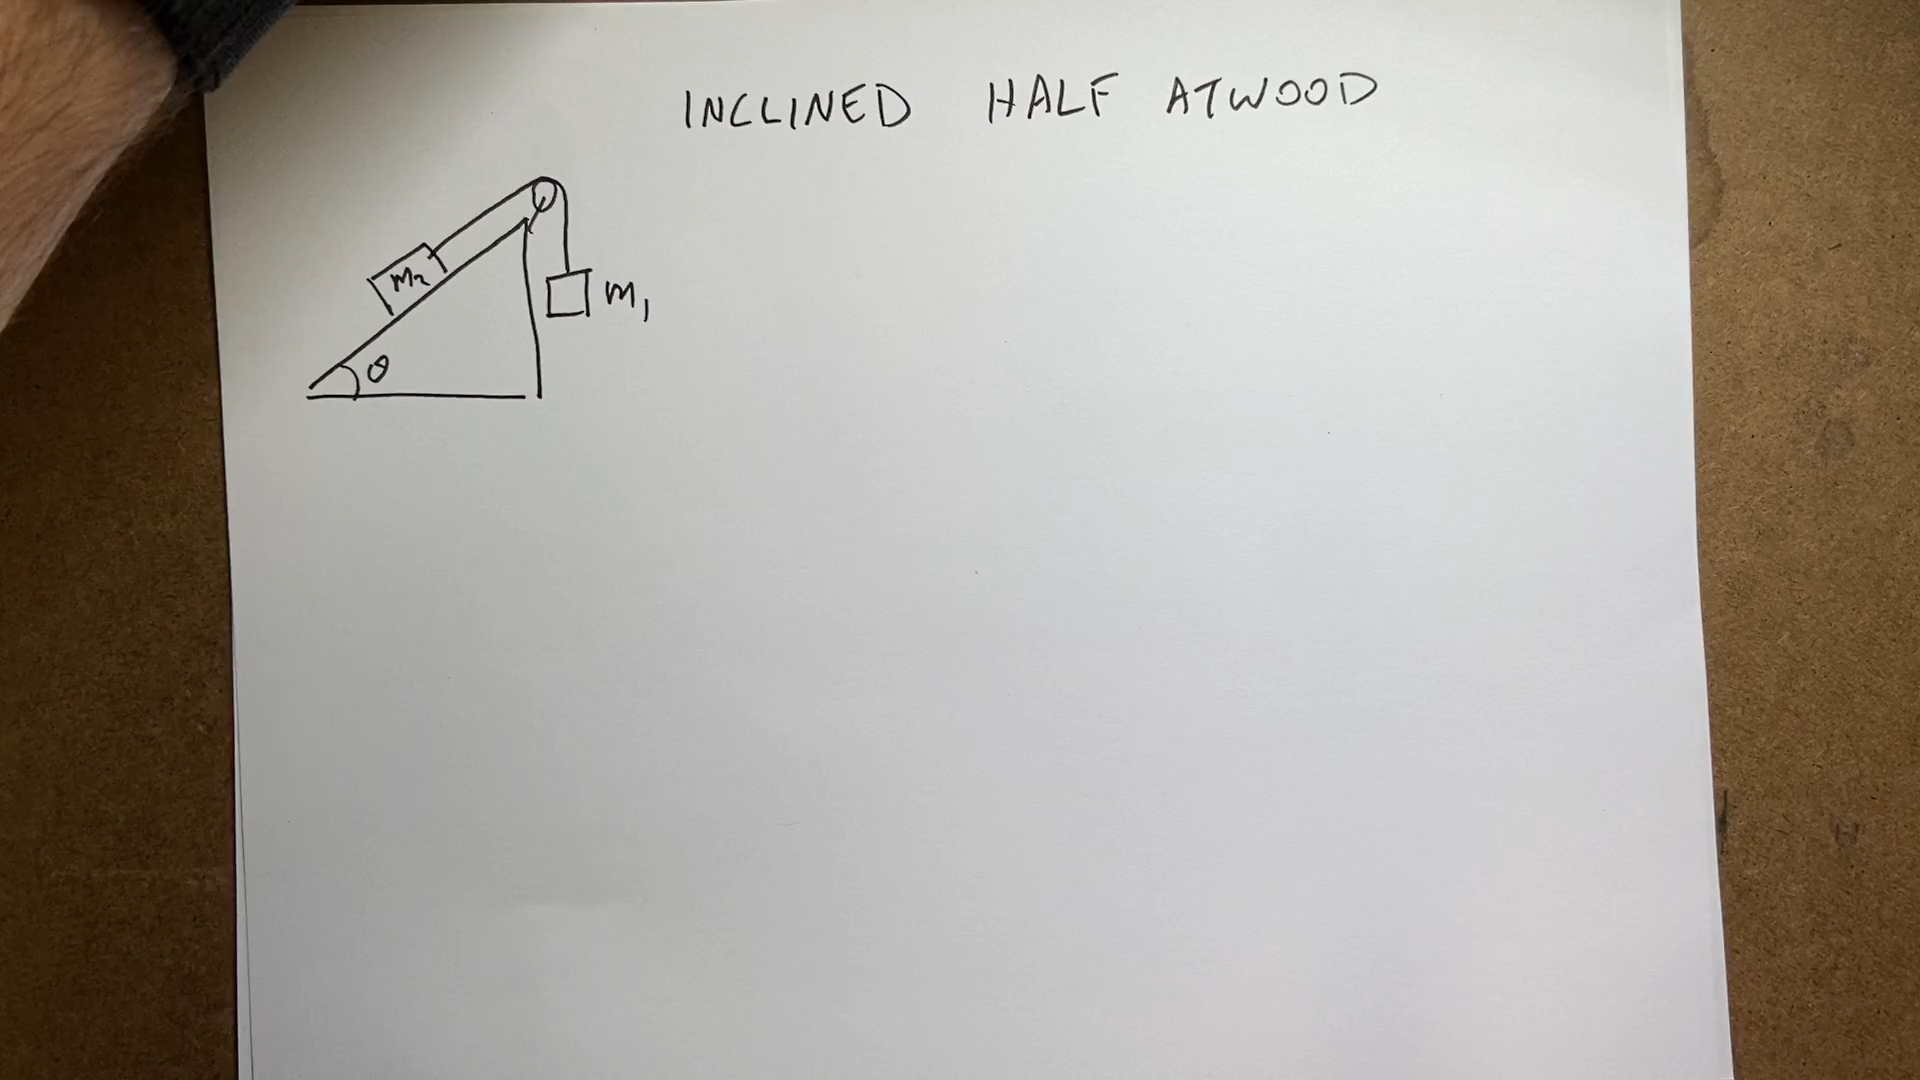 INCLINED HALF ATWOOD
m₂
m₁
θ